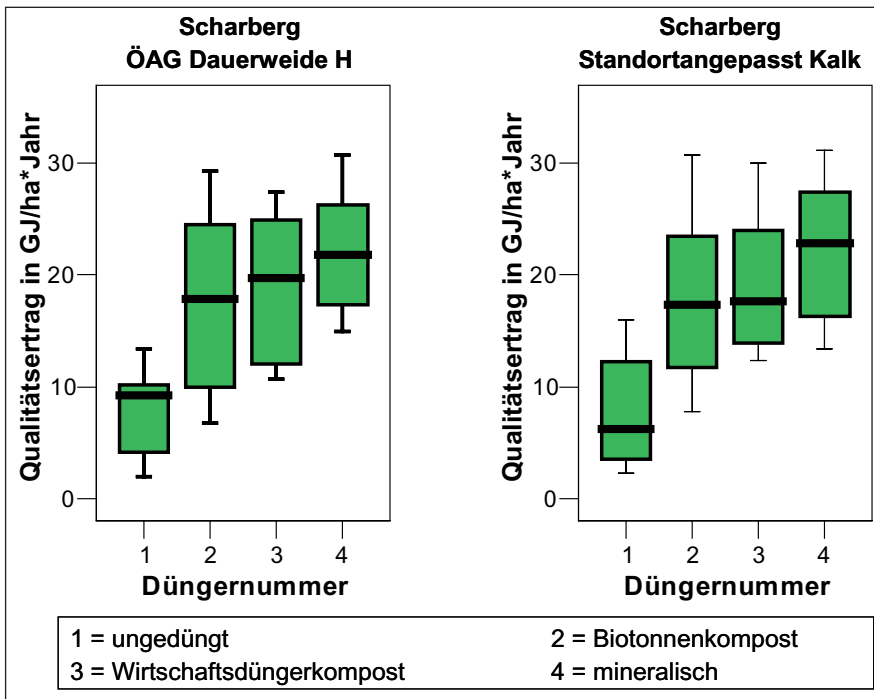 Scharberg
ÖAG Dauerweide H
Qualitätsertrag in GJ/ha*Jahr
30
20
10
0
1 2 3 4
Düngernummer
Scharberg
Standortangepasst Kalk
Qualitätsertrag in GJ/ha*Jahr
30
20
10
0
1 2 3 4
Düngernummer
1 = ungedüngt 2 = Biotonnenkompost
3 = Wirtschaftsdüngerkompost 4 = mineralisch